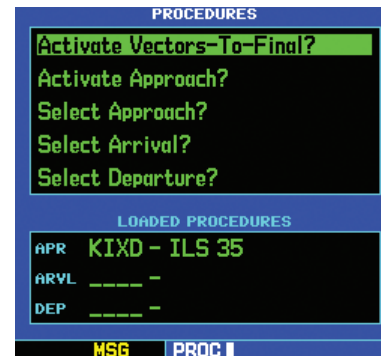 PROCEDURES
Activate Vectors-To-Final?
Activate Approach?
Select Approach?
Select Arrival?
Select Departure?
LOADED PROCEDURES
APR KIXD - ILS 35
ARVL ____ -
DEP ____ -
MSG PROC